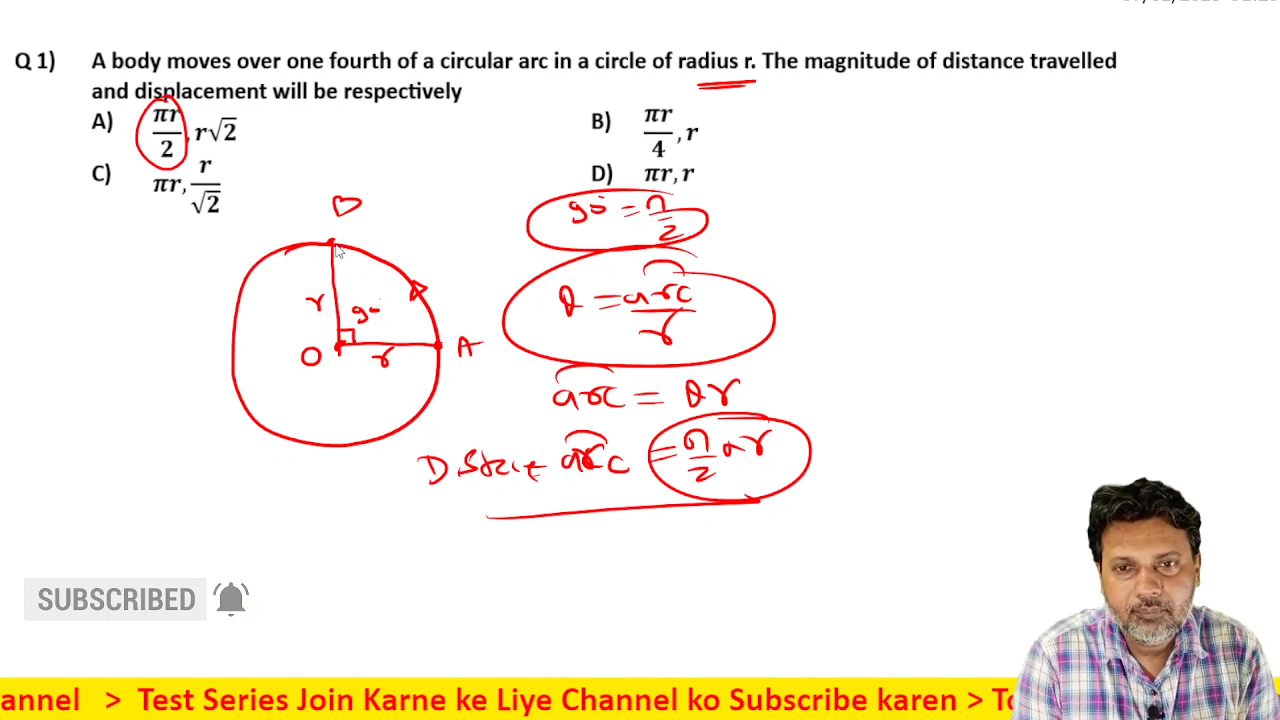 Q 1) A body moves over one fourth of a circular arc in a circle of radius r. The magnitude of distance travelled
and displacement will be respectively
A) πr/2, r√2
B) πr/4, r
C) πr, r/√2
D) πr, r
90° = π/2
θ = arc/r
r 90°
O r A
arc = θr
arc = π/2 × r
SUBSCRIBED
annel > Test Series Join Karne ke Liye Channel ko Subscribe karen > To